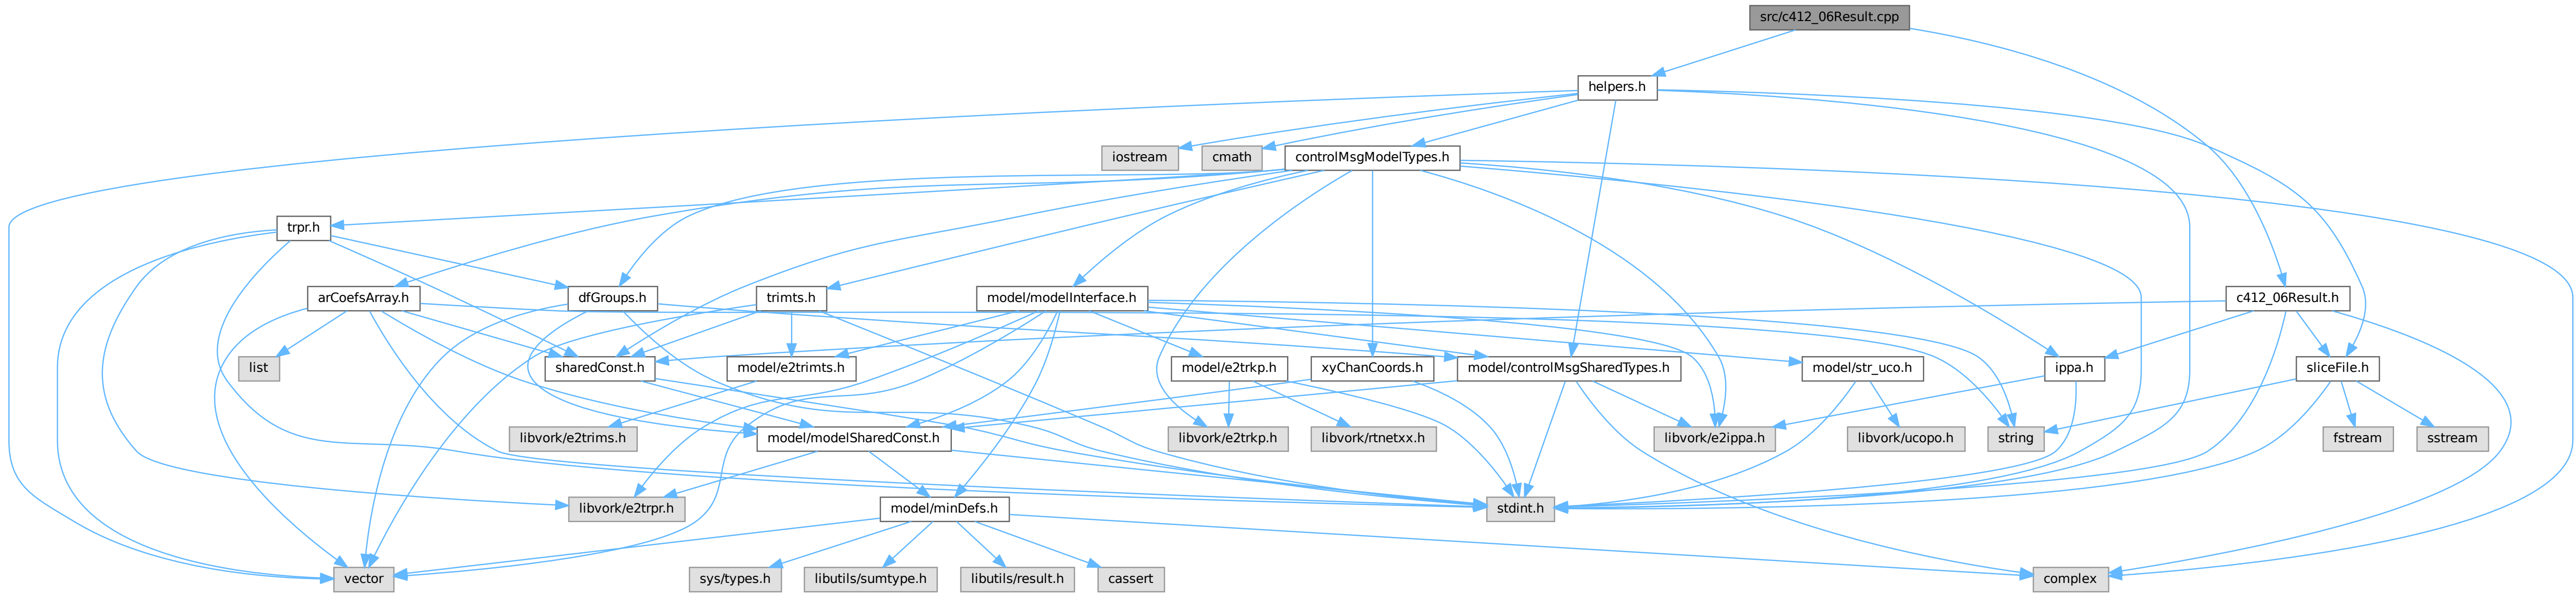 src/c412_06Result.cpp
helpers.h
iostream
cmath
controlMsgModelTypes.h
trpr.h
arCoefsArray.h
dfGroups.h
trimts.h
model/modelInterface.h
c412_06Result.h
list
sharedConst.h
model/e2trimts.h
model/e2trkp.h
xyChanCoords.h
model/controlMsgSharedTypes.h
model/str_uco.h
ippa.h
sliceFile.h
libvork/e2trims.h
model/modelSharedConst.h
libvork/e2trkp.h
libvork/rtnetxx.h
libvork/e2ippa.h
libvork/ucopo.h
string
fstream
sstream
libvork/e2trpr.h
model/minDefs.h
stdint.h
vector
sys/types.h
libutils/sumtype.h
libutils/result.h
cassert
complex